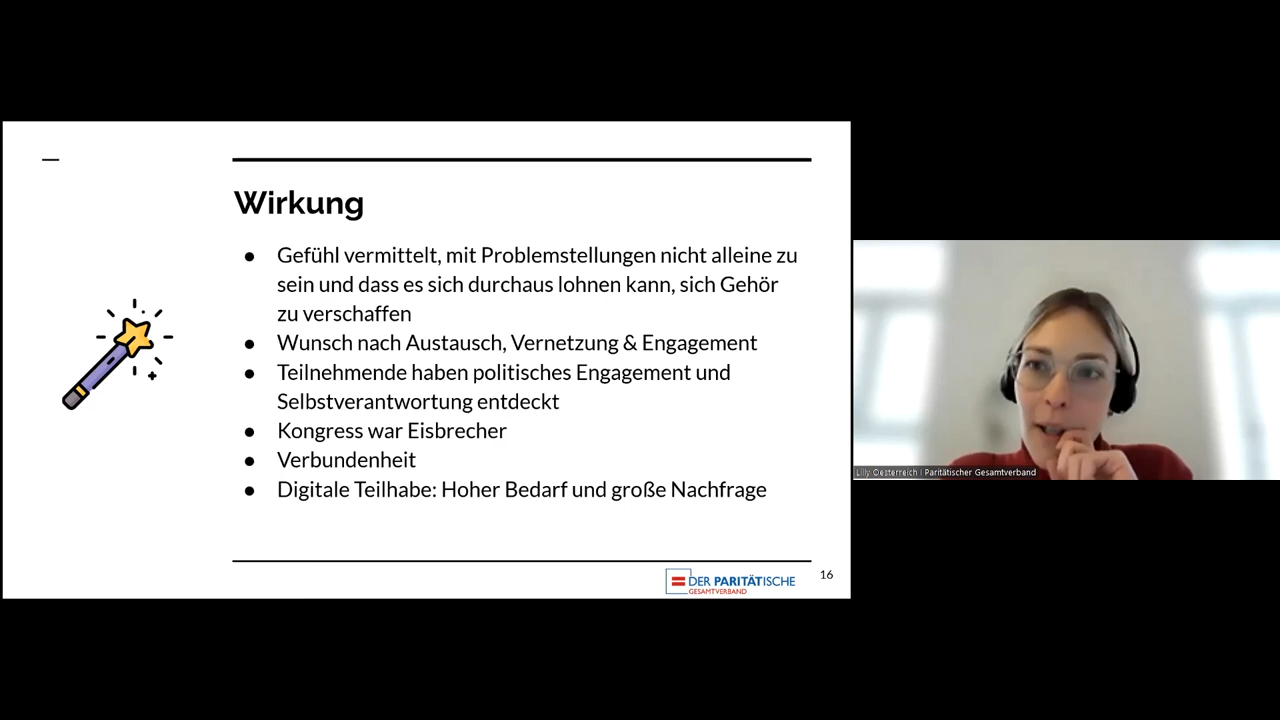 Wirkung
● Gefühl vermittelt, mit Problemstellungen nicht alleine zu
sein und dass es sich durchaus lohnen kann, sich Gehör
zu verschaffen
● Wunsch nach Austausch, Vernetzung & Engagement
● Teilnehmende haben politisches Engagement und
Selbstverantwortung entdeckt
● Kongress war Eisbrecher
● Verbundenheit
● Digitale Teilhabe: Hoher Bedarf und große Nachfrage
DER PARITÄTISCHE
GESAMTVERBAND
16
Lilly Oesterreich | Paritätischer Gesamtverband